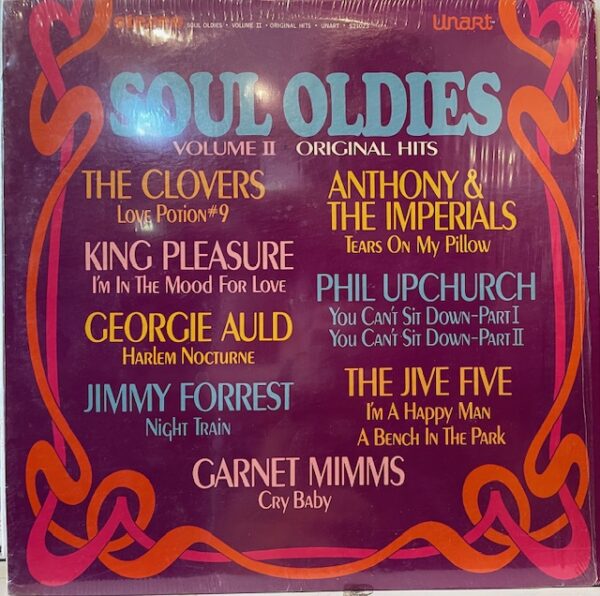 SOUL OLDIES • VOLUME II • ORIGINAL HITS • UNART • S21025
Unart
SOUL OLDIES
VOLUME II ORIGINAL HITS
THE CLOVERS
LOVE POTION #9
KING PLEASURE
I'M IN THE MOOD FOR LOVE
GEORGIE AULD
HARLEM NOCTURNE
JIMMY FORREST
NIGHT TRAIN
ANTHONY &
THE IMPERIALS
TEARS ON MY PILLOW
PHIL UPCHURCH
YOU CAN'T SIT DOWN-PART I
YOU CAN'T SIT DOWN-PART II
THE JIVE FIVE
I'M A HAPPY MAN
A BENCH IN THE PARK
GARNET MIMMS
CRY BABY